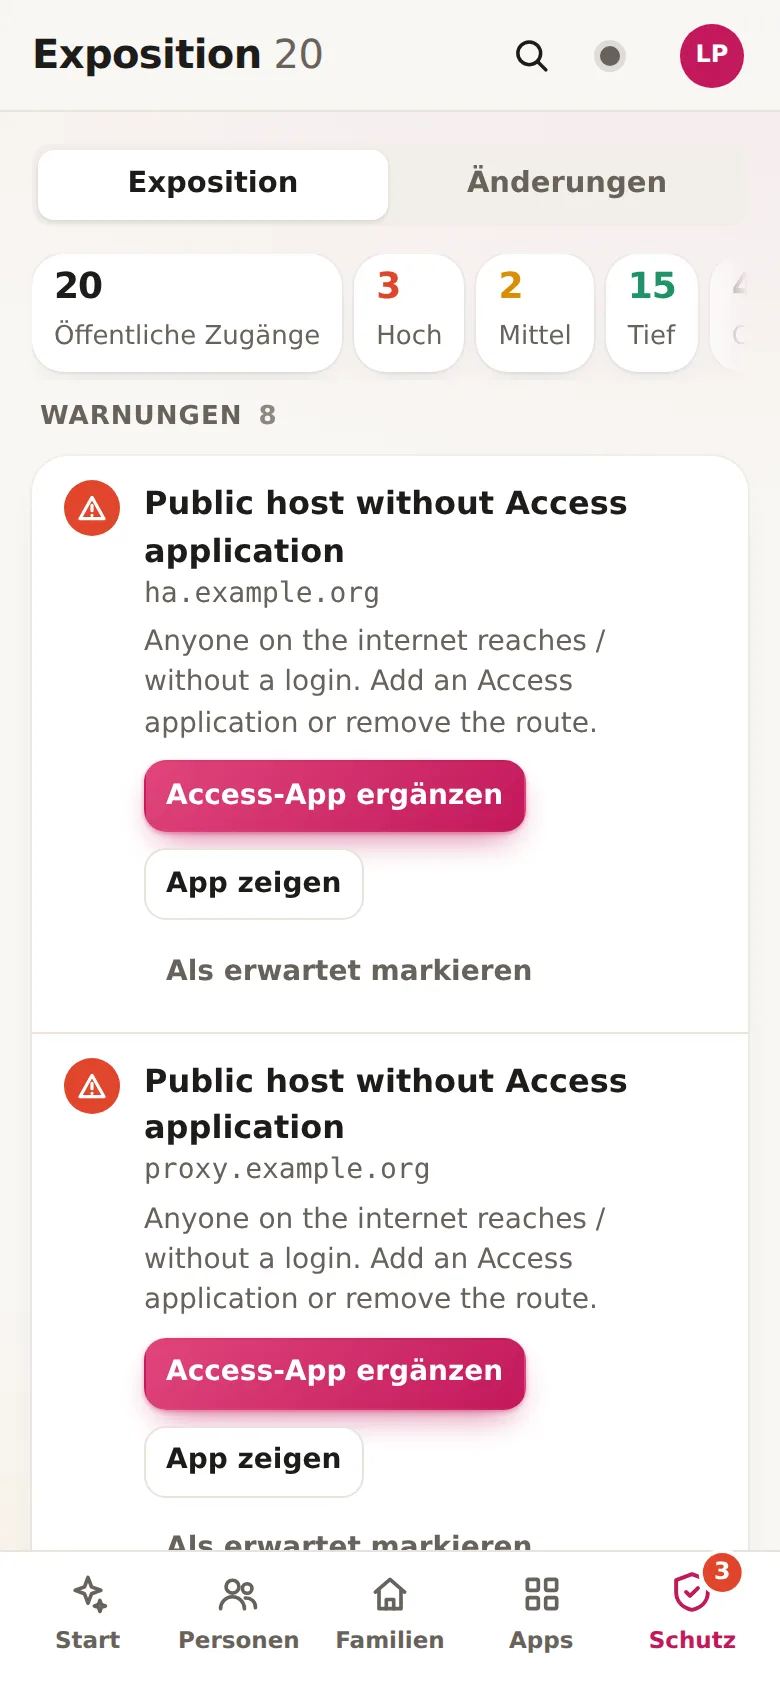 Exposition 20
LP
Exposition
Änderungen
20
Öffentliche Zugänge
3
Hoch
2
Mittel
15
Tief
WARNUNGEN 8
Public host without Access
application
ha.example.org
Anyone on the internet reaches /
without a login. Add an Access
application or remove the route.
Access-App ergänzen
App zeigen
Als erwartet markieren
Public host without Access
application
proxy.example.org
Anyone on the internet reaches /
without a login. Add an Access
application or remove the route.
Access-App ergänzen
App zeigen
Als erwartet markieren
3
Start
Personen
Familien
Apps
Schutz